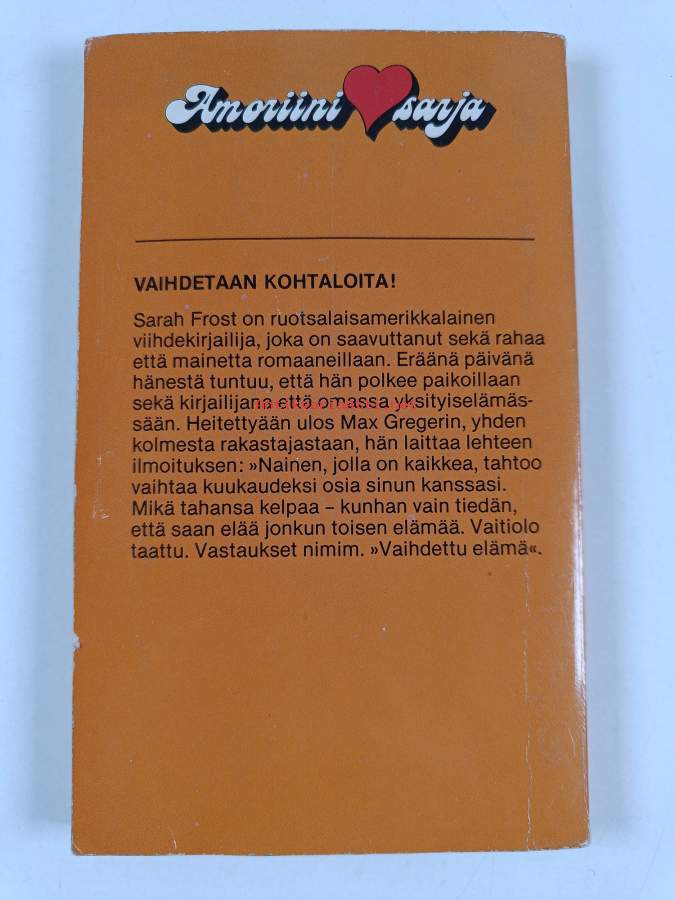 Amoriini sarja
VAIHDETAAN KOHTALOITA!
Sarah Frost on ruotsalaisamerikkalainen
viihdekirjailija, joka on saavuttanut sekä rahaa
että mainetta romaaneillaan. Eräänä päivänä
hänestä tuntuu, että hän polkee paikoillaan
sekä kirjailijana että omassa yksityiselämäs-
sään. Heitettyään ulos Max Gregerin, yhden
kolmesta rakastajastaan, hän laittaa lehteen
ilmoituksen: »Nainen, jolla on kaikkea, tahtoo
vaihtaa kuukaudeksi osia sinun kanssasi.
Mikä tahansa kelpaa – kunhan vain tiedän,
että saan elää jonkun toisen elämää. Vaitiolo
taattu. Vastaukset nimim. »Vaihdettu elämä«.